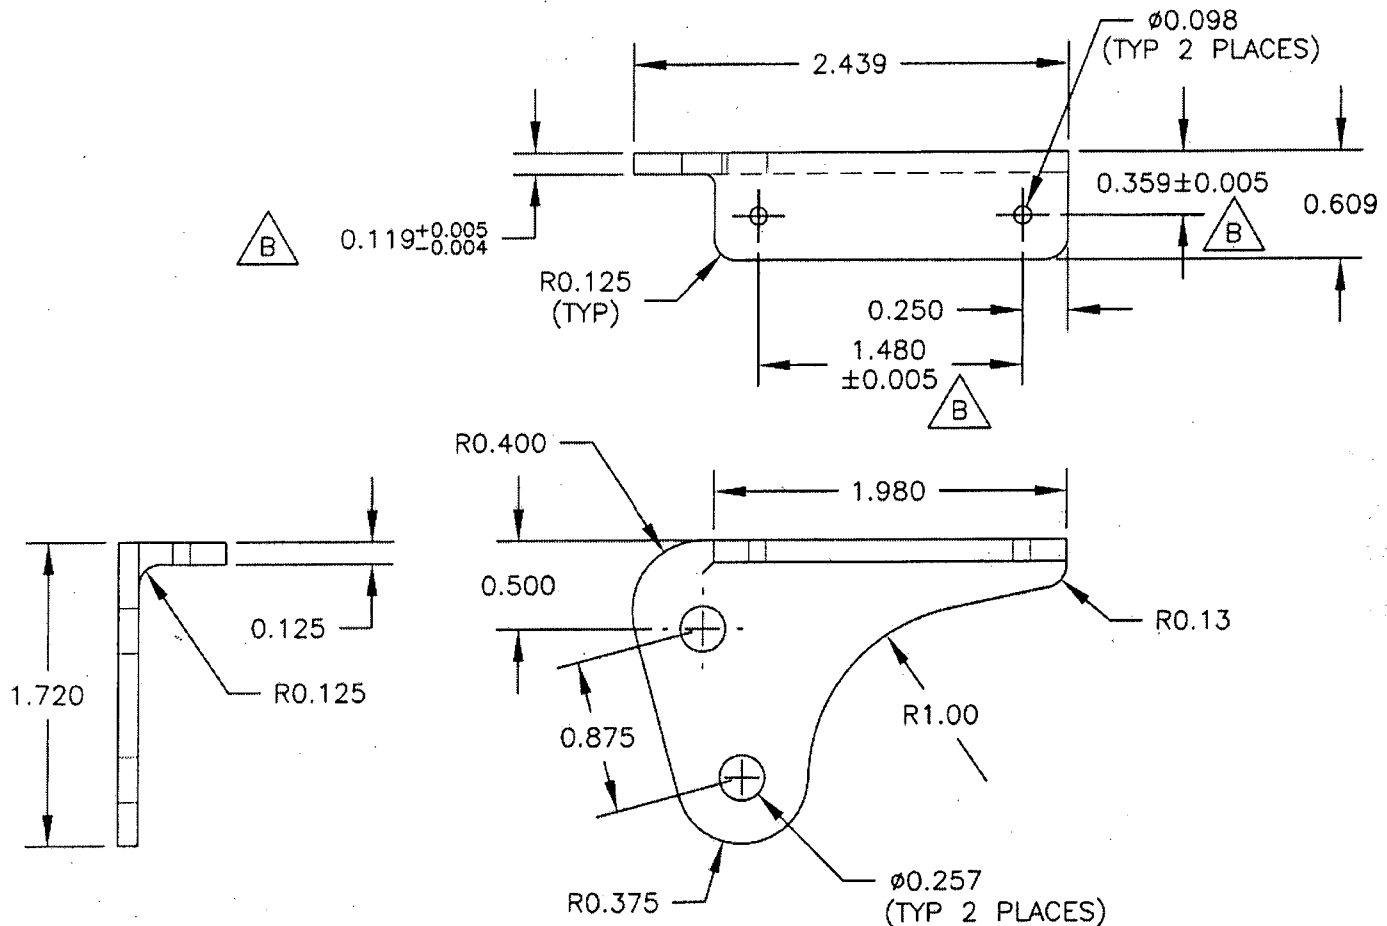 ø0.098
(TYP 2 PLACES)
2.439
0.359±0.005
0.609
B
0.119+0.005
-0.004
B
R0.125
(TYP)
0.250
1.480
±0.005
B
R0.400
1.980
0.500
0.125
R0.13
1.720
R0.125
R1.00
0.875
ø0.257
(TYP 2 PLACES)
R0.375